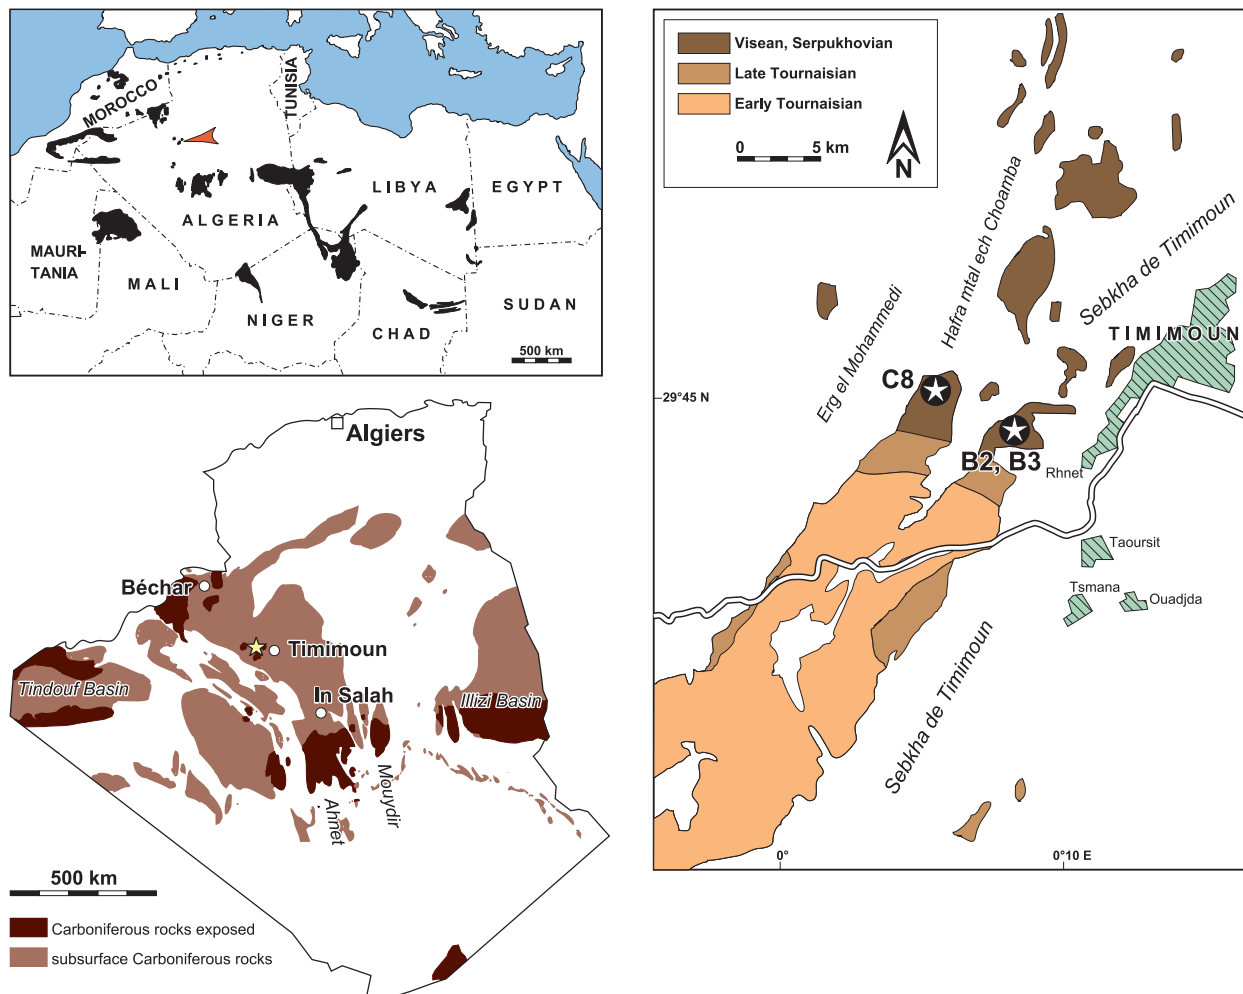 MOROCCO
TUNISIA
ALGERIA
LIBYA
EGYPT
MAURI-
TANIA
MALI
NIGER
CHAD
SUDAN
500 km
Algiers
Béchar
Timimoun
In Salah
Tindouf Basin
Illizi Basin
Mouydir
Ahnet
500 km
Carboniferous rocks exposed
subsurface Carboniferous rocks
Visean, Serpukhovian
Late Tournaisian
Early Tournaisian
0 5 km
N
Hafra mtal ech Choamba
Sebkha de Timimoun
Erg el Mohammedi
TIMIMOUN
C8
29°45 N
B2, B3
Rhnet
Taoursit
Tsmana
Ouadjda
Sebkha de Timimoun
0°
0°10 E